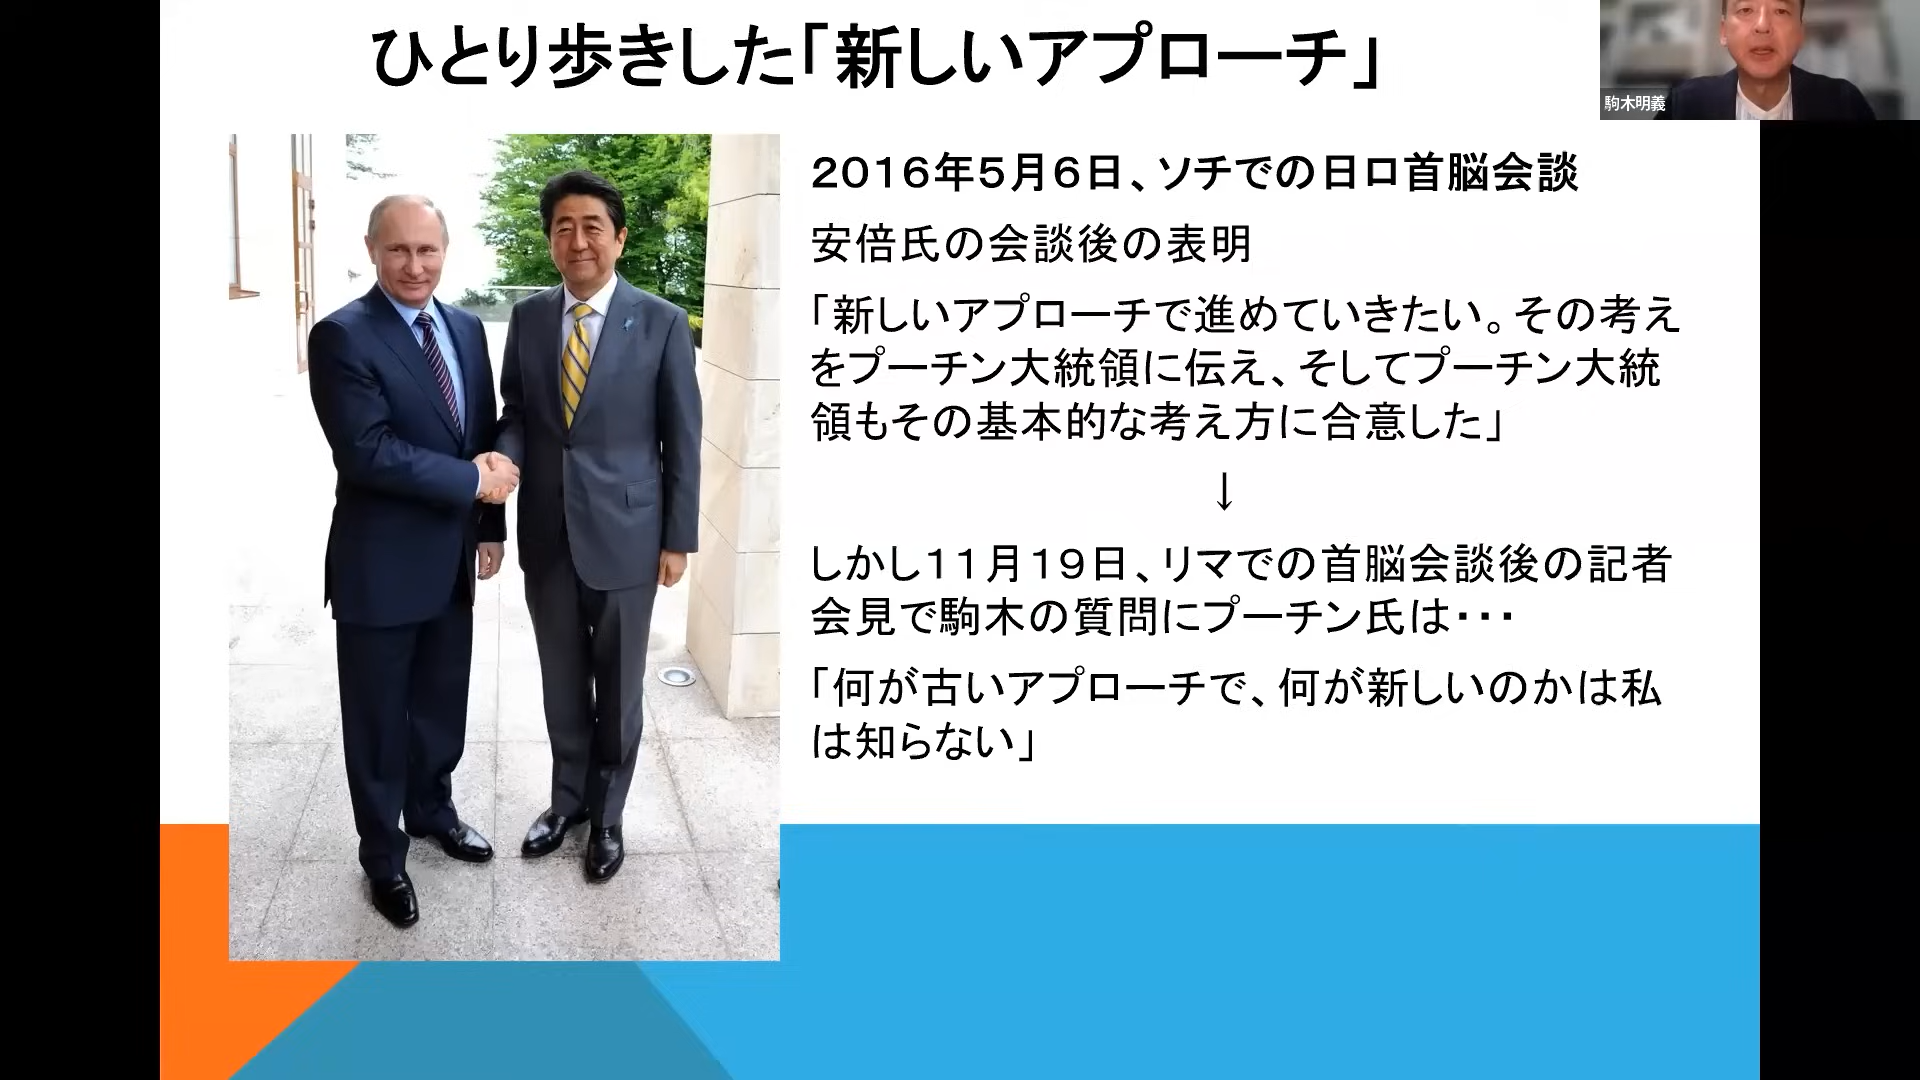 ひとり歩きした「新しいアプローチ」
駒木明義
２０１６年５月６日、ソチでの日ロ首脳会談
安倍氏の会談後の表明
「新しいアプローチで進めていきたい。その考え
をプーチン大統領に伝え、そしてプーチン大統
領もその基本的な考え方に合意した」
↓
しかし１１月１９日、リマでの首脳会談後の記者
会見で駒木の質問にプーチン氏は・・・
「何が古いアプローチで、何が新しいのかは私
は知らない」